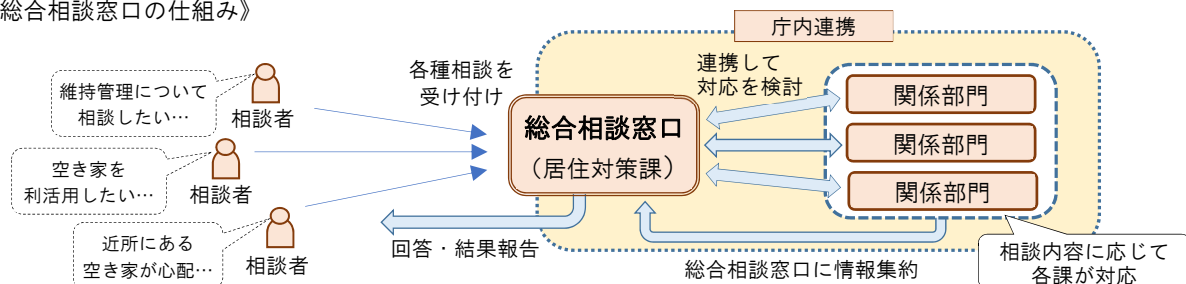 総合相談窓口の仕組み》
庁内連携
維持管理について
相談したい…
相談者
空き家を
利活用したい…
相談者
近所にある
空き家が心配…
相談者
各種相談を
受け付け
総合相談窓口
（居住対策課）
連携して
対応を検討
関係部門
関係部門
関係部門
回答・結果報告
総合相談窓口に情報集約
相談内容に応じて
各課が対応